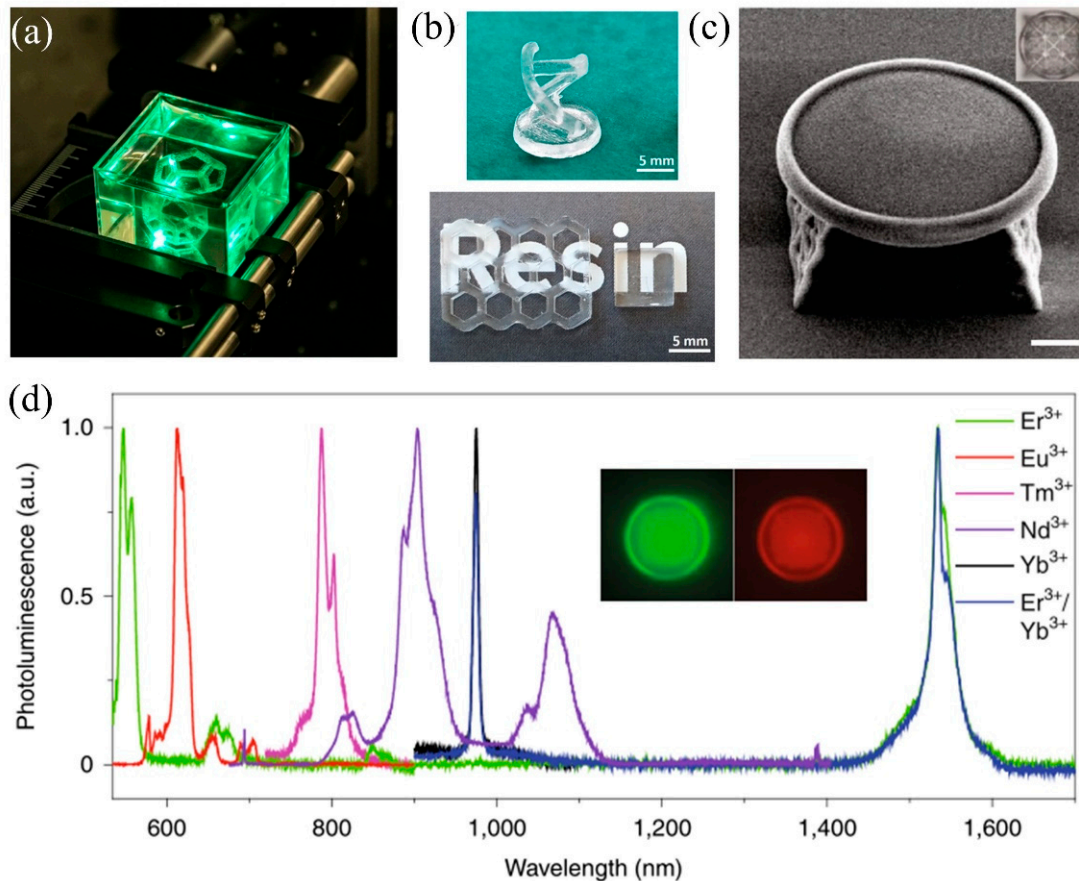 (a)
(b)
5 mm
Resin
5 mm
(c)
(d)
Photoluminescence (a.u.)
1.0
0.5
0
Er³⁺
Eu³⁺
Tm³⁺
Nd³⁺
Yb³⁺
Er³⁺/
Yb³⁺
600
800
1,000
1,200
1,400
1,600
Wavelength (nm)